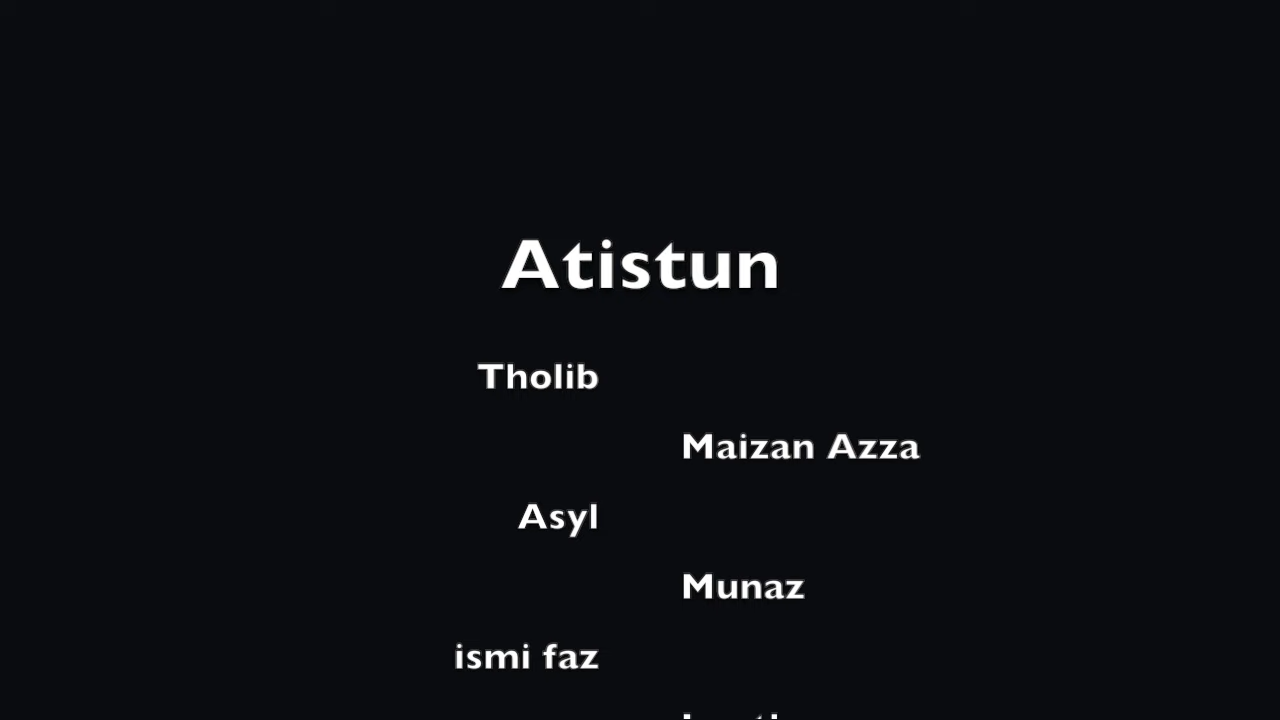 Atistun
Tholib
Maizan Azza
Asyl
Munaz
ismi faz